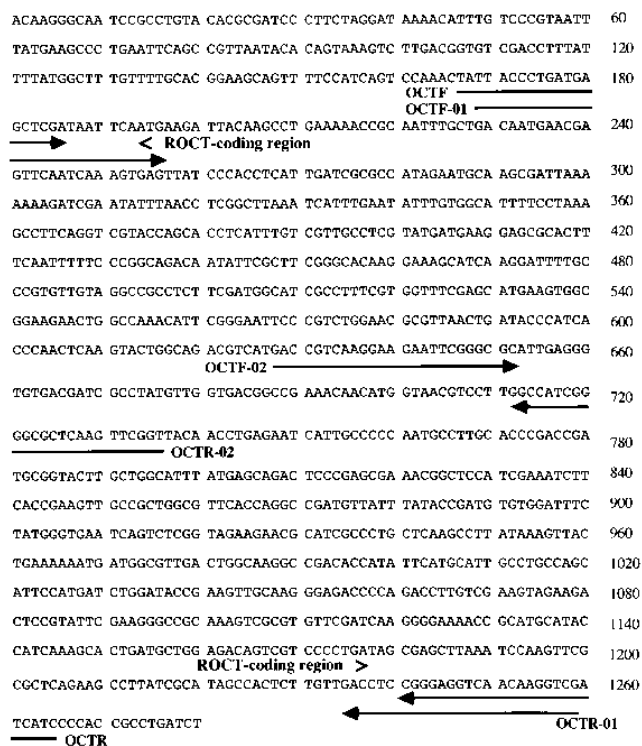 ACAAGGGCAA TCCGCCTGTA CACGCGATCC CTTCTAGGAT AAAACATTTG TCCCGTAATT 60
TATGAAGCCC TGAATTCAGC CGTTAATACA CAGTAAAGTC TTGACGGTGT CGACCTTTAT 120
TTTATGGCTT TGTTTTGCAC GGAAGCAGTT TTCCATCAGT CCAAACTATT ACCCTGATGA 180
OCTF
OCTF-01
GCTCGATAAT TCAATGAAGA TTACAAGCCT GAAAAACCGC AATTTGCTGA CAATGAACGA 240
< ROCT-coding region
GTTCAATCAA AGTGAGTTAT CCCACCTCAT TGATCGCGCC ATAGAATGCA AGCGATTAAA 300
AAAAGATCGA ATATTTAACC TCGGCTTAAA TCATTTGAAT ATTTGTGGCA TTTTCCTAAA 360
GCCTTCAGGT CGTACCAGCA CCTCATTTGT CGTTGCCTCG TATGATGAAG GAGCGCACTT 420
TCAATTTTTC CCGGCAGACA ATATTCGCTT CGGGCACAAG GAAAGCATCA AGGATTTTGC 480
CCGTGTTGTA GGCCGCCTCT TCGATGGCAT CGCCTTTCGT GGTTTCGAGC ATGAAGTGGC 540
GGAAGAACTG GCCAAACATT CGGGAATTCC CGTCTGGAAC GCGTTAACTG ATACCCATCA 600
CCCAACTCAA GTACTGGCAG ACGTCATGAC CGTCAAGGAA GAATTCGGGC GCATTGAGGG 660
OCTF-02
TGTGACGATC GCCTATGTTG GTGACGGCCG AAACAACATG GTAACGTCCT TGGCCATCGG 720
GGCGCTCAAG TTCGGTTACA ACCTGAGAAT CATTGCCCCC AATGCCTTGC ACCCGACCGA 780
OCTR-02
TGCGGTACTT GCTGGCATTT ATGAGCAGAC TCCCGAGCGA AACGGCTCCA TCGAAATCTT 840
CACCGAAGTT GCCGCTGGCG TTCACCAGGC CGATGTTATT TATACCGATG TGTGGATTTC 900
TATGGGTGAA TCAGTCTCGG TAGAAGAACG CATCGCCCTG CTCAAGCCTT ATAAAGTTAC 960
TGAAAAAATG ATGGCGTTGA CTGGCAAGGC CGACACCATA TTCATGCATT GCCTGCCAGC 1020
ATTCCATGAT CTGGATACCG AAGTTGCAAG GGAGACCCCA GACCTTGTCG AAGTAGAAGA 1080
CTCCGTATTC GAAGGGCCGC AAAGTCGCGT GTTCGATCAA GGGGAAAACC GCATGCATAC 1140
CATCAAAGCA CTGATGCTGG AGACAGTCGT CCCCTGATAG CGAGCTTAAA TCCAAGTTCG 1200
ROCT-coding region >
CGCTCAGAAG CCTTATCGCA TAGCCACTCT TGTTGACCTC CGGGAGGTCA ACAAGGTCGA 1260
TCATCCCCAC CGCCTGATCT
OCTR OCTR-01